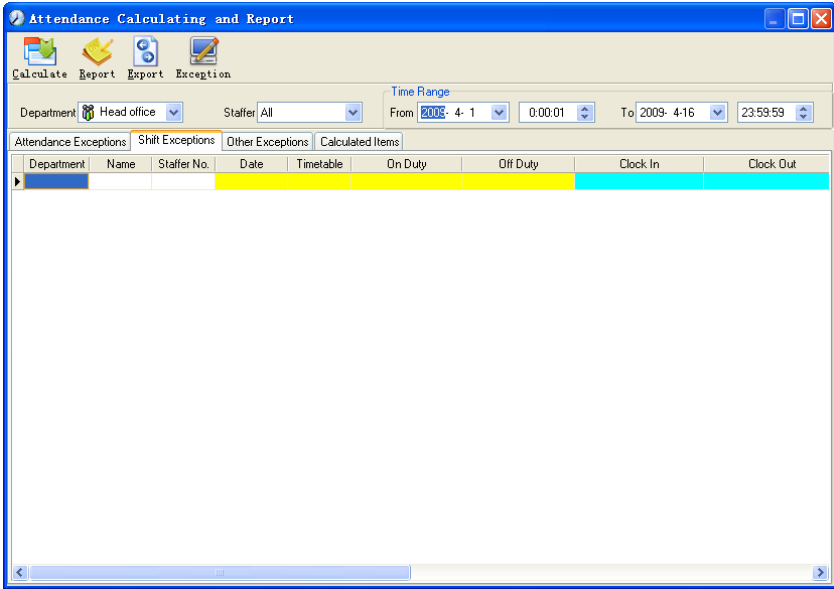 Attendance Calculating and Report
Calculate Report Export Exception
Time Range
Department Head office Staffer All From 2009- 4- 1 0:00:01 To 2009- 4-16 23:59:59
Attendance Exceptions Shift Exceptions Other Exceptions Calculated Items
Department Name Staffer No. Date Timetable On Duty Off Duty Clock In Clock Out